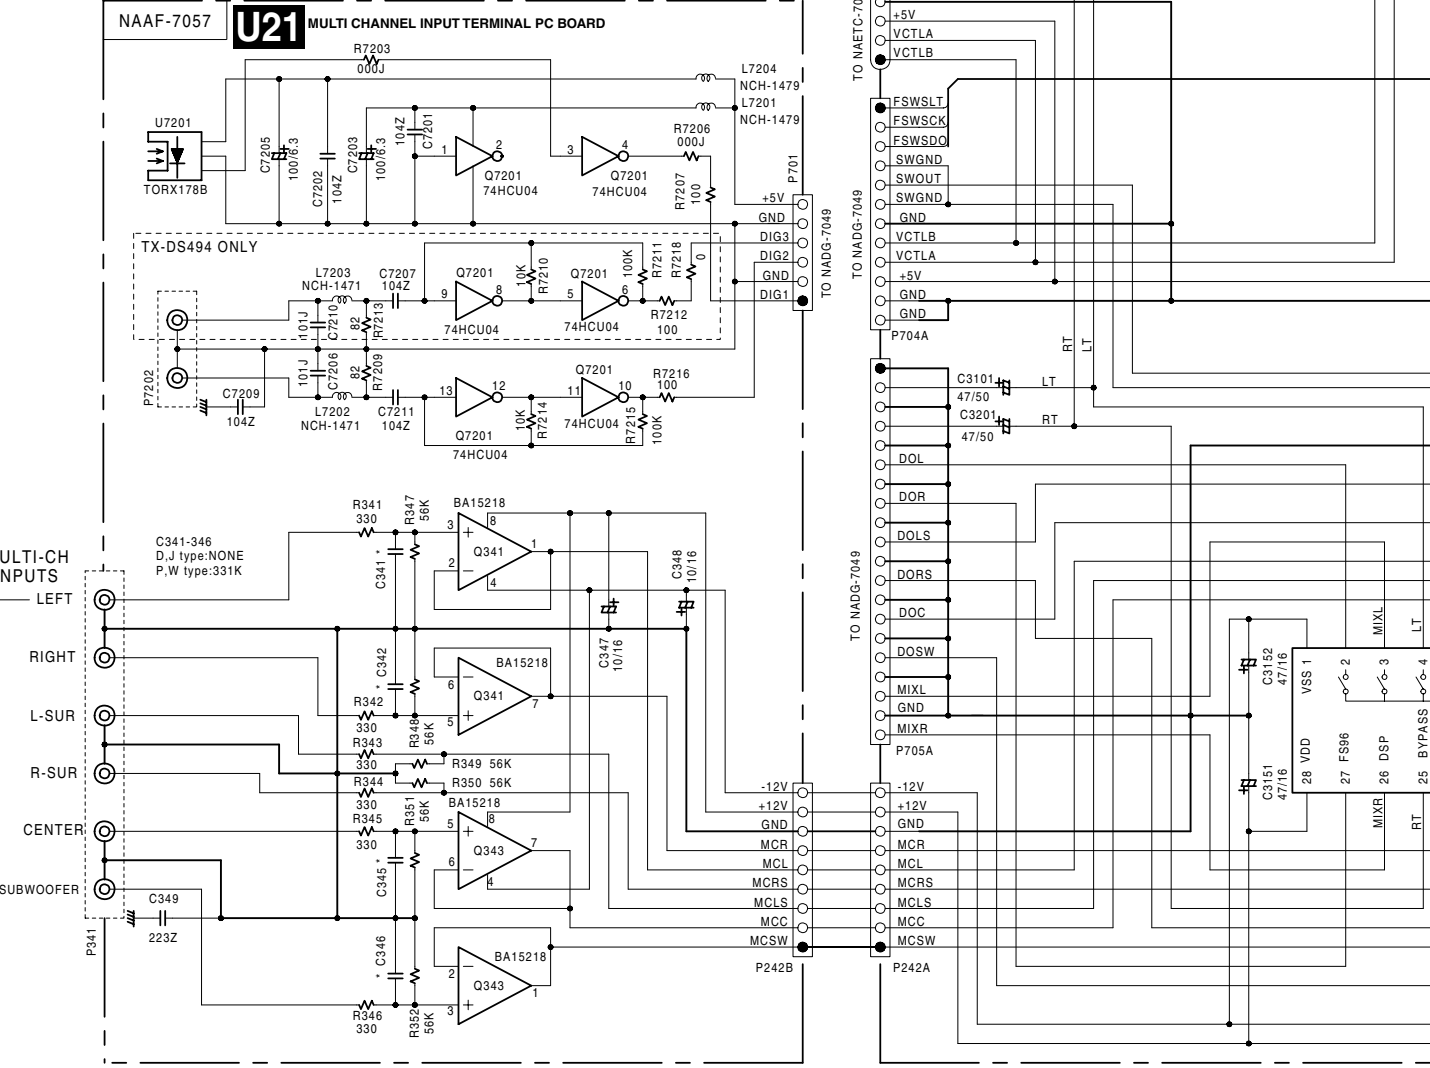 NAAF-7057
U21 MULTI CHANNEL INPUT TERMINAL PC BOARD
R7203
000J
L7204
NCH-1479
L7201
NCH-1479
U7201
TORX178B
C7205
100/6.3
C7202
104Z
C7203
100/6.3
104Z
C7201
1
2
Q7201
74HCU04
3
4
Q7201
74HCU04
R7206
000J
R7207
100
P701
+5V
GND
DIG3
DIG2
GND
DIG1
TO NADG-7049
TX-DS494 ONLY
L7203
NCH-1471
C7207
104Z
101J
C7210
82
R7213
Q7201
9
8
74HCU04
10K
R7210
Q7201
5
6
74HCU04
100K
R7211
R7218
0
R7212
100
P7202
C7209
104Z
101J
C7206
82
R7209
L7202
NCH-1471
C7211
104Z
13
12
Q7201
74HCU04
10K
R7214
Q7201
11
10
74HCU04
R7215
100K
R7216
100
C341-346
D,J type:NONE
P,W type:331K
ULTI-CH
NPUTS
LEFT
RIGHT
L-SUR
R-SUR
CENTER
SUBWOOFER
P341
C349
223Z
R341
330
R347
56K
C341
*
BA15218
3
8
2
4
1
Q341
C348
10/16
C347
10/16
C342
*
R342
330
R348
56K
BA15218
6
5
7
Q341
R343
330
R349 56K
R350 56K
R344
330
R351
56K
BA15218
R345
330
5
8
6
4
7
Q343
C345
*
C346
*
BA15218
2
3
1
Q343
R346
330
R352
56K
-12V
+12V
GND
MCR
MCL
MCRS
MCLS
MCC
MCSW
P242B
TO NAETC-70
+5V
VCTLA
VCTLB
FSWSLT
FSWSCK
FSWSDO
SWGND
SWOUT
SWGND
GND
VCTLB
VCTLA
+5V
GND
GND
TO NADG-7049
P704A
RT
LT
C3101
47/50
LT
C3201
47/50
RT
DOL
DOR
DOLS
DORS
DOC
DOSW
MIXL
GND
MIXR
TO NADG-7049
P705A
-12V
+12V
GND
MCR
MCL
MCRS
MCLS
MCC
MCSW
P242A
C3152
47/16
C3151
47/16
MIXL
LT
VSS 1
2
3
4
28 VDD
27 FS96
26 DSP
25 BYPASS
MIXR
RT